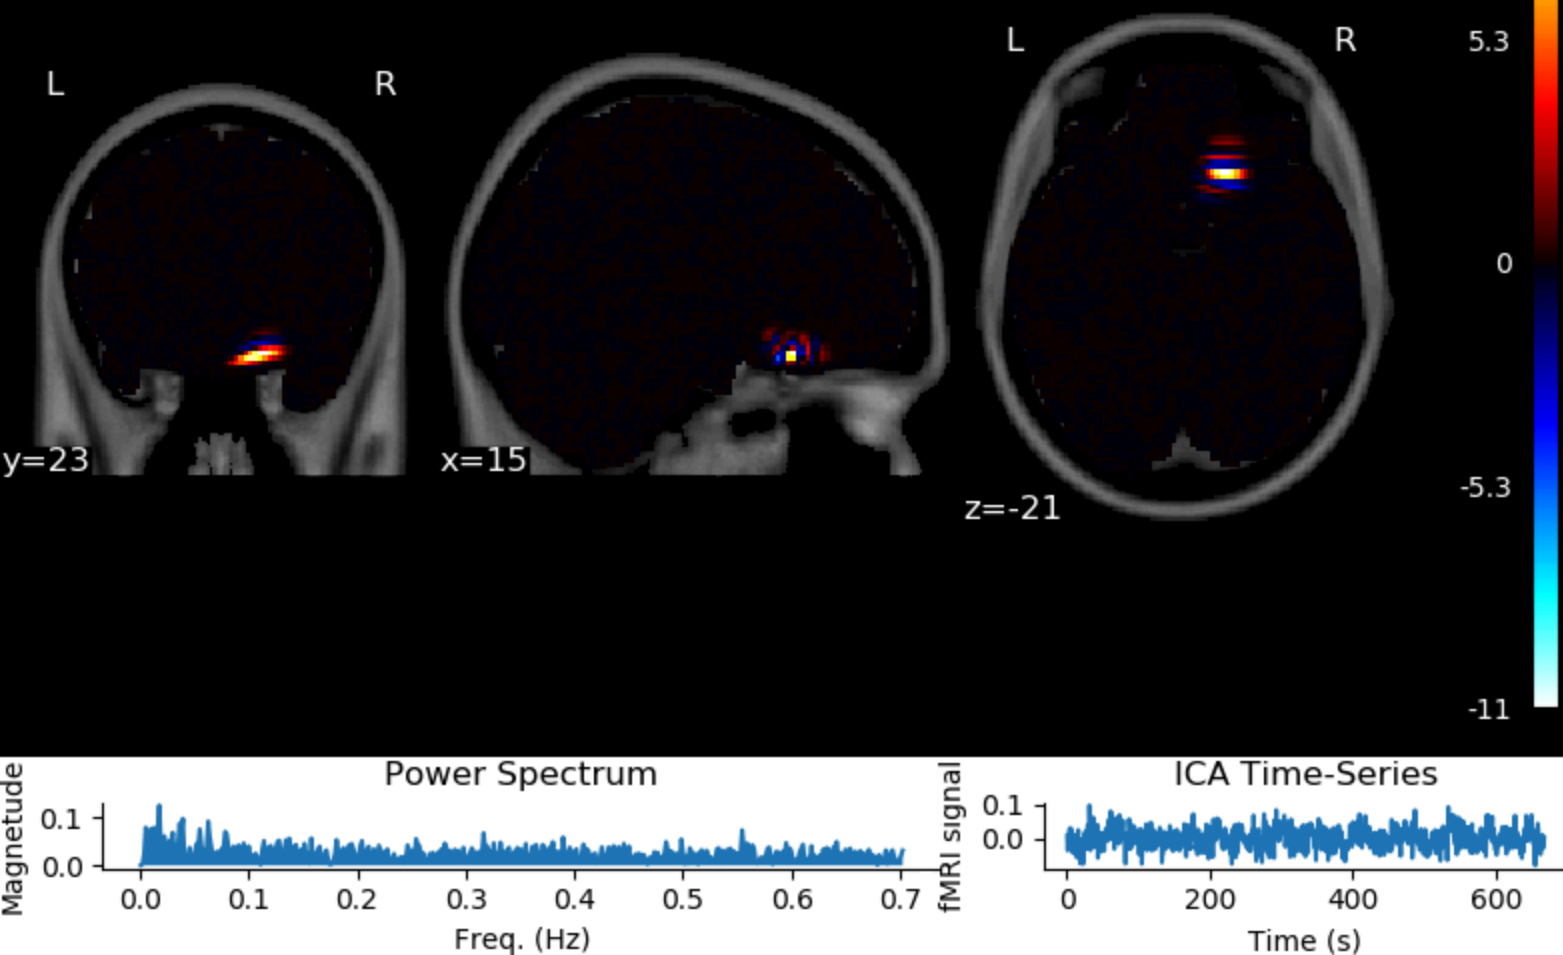 L R
y=23
x=15
L R
z=-21
5.3
0
-5.3
-11
Power Spectrum
Magnetude
0.1
0.0
0.0 0.1 0.2 0.3 0.4 0.5 0.6 0.7
Freq. (Hz)
ICA Time-Series
fMRI signal
0.1
0.0
0 200 400 600
Time (s)